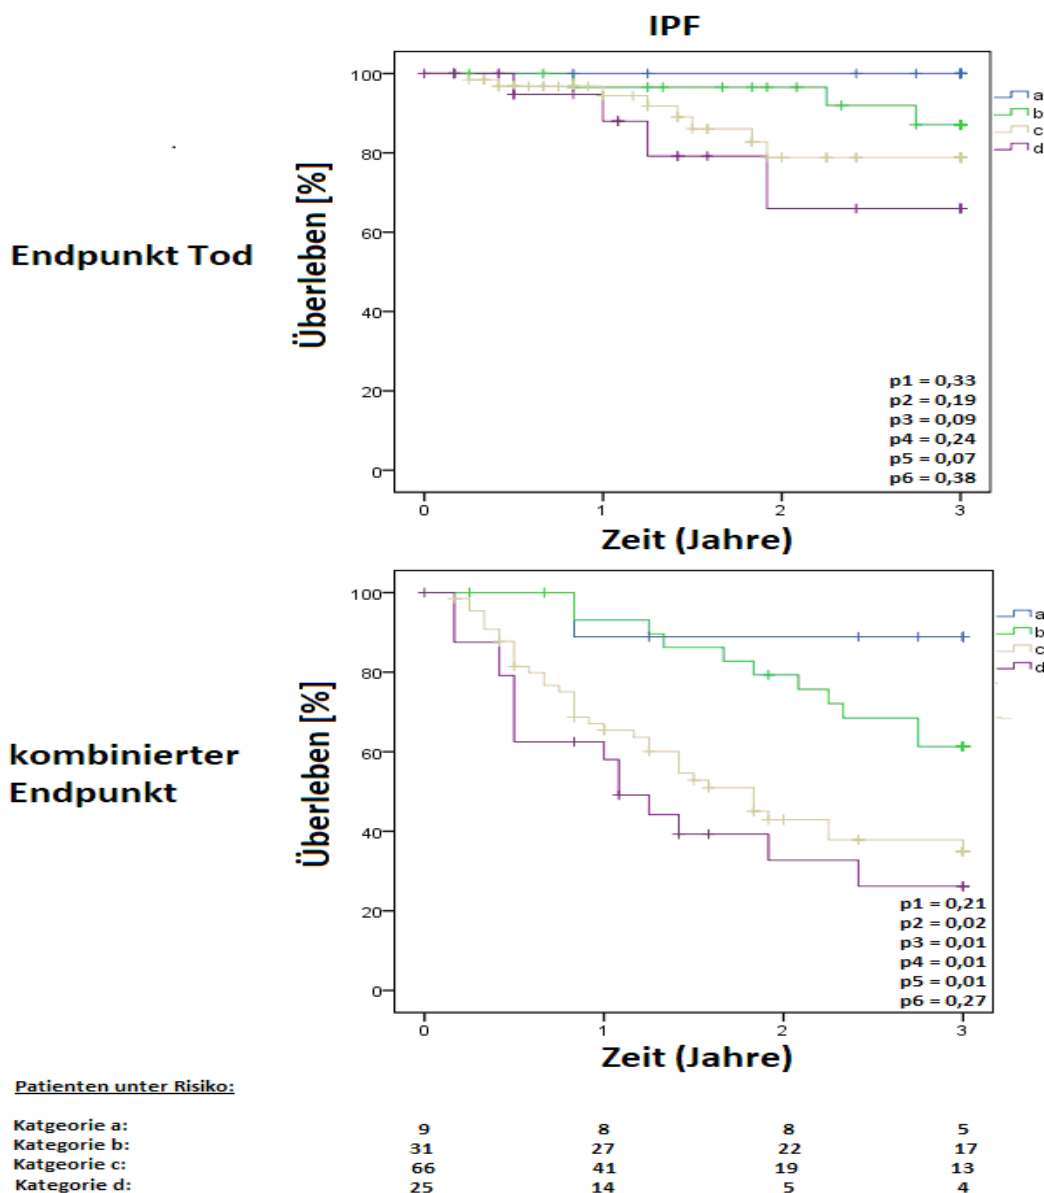 IPF
Endpunkt Tod
Überleben [%]
100
80
60
40
20
0
a
b
c
d
p1 = 0,33
p2 = 0,19
p3 = 0,09
p4 = 0,24
p5 = 0,07
p6 = 0,38
0 1 2 3
Zeit (Jahre)
kombinierter
Endpunkt
Überleben [%]
100
80
60
40
20
0
a
b
c
d
p1 = 0,21
p2 = 0,02
p3 = 0,01
p4 = 0,01
p5 = 0,01
p6 = 0,27
0 1 2 3
Zeit (Jahre)
Patienten unter Risiko:
Katgeorie a: 9 8 8 5
Kategorie b: 31 27 22 17
Katgeorie c: 66 41 19 13
Kategorie d: 25 14 5 4